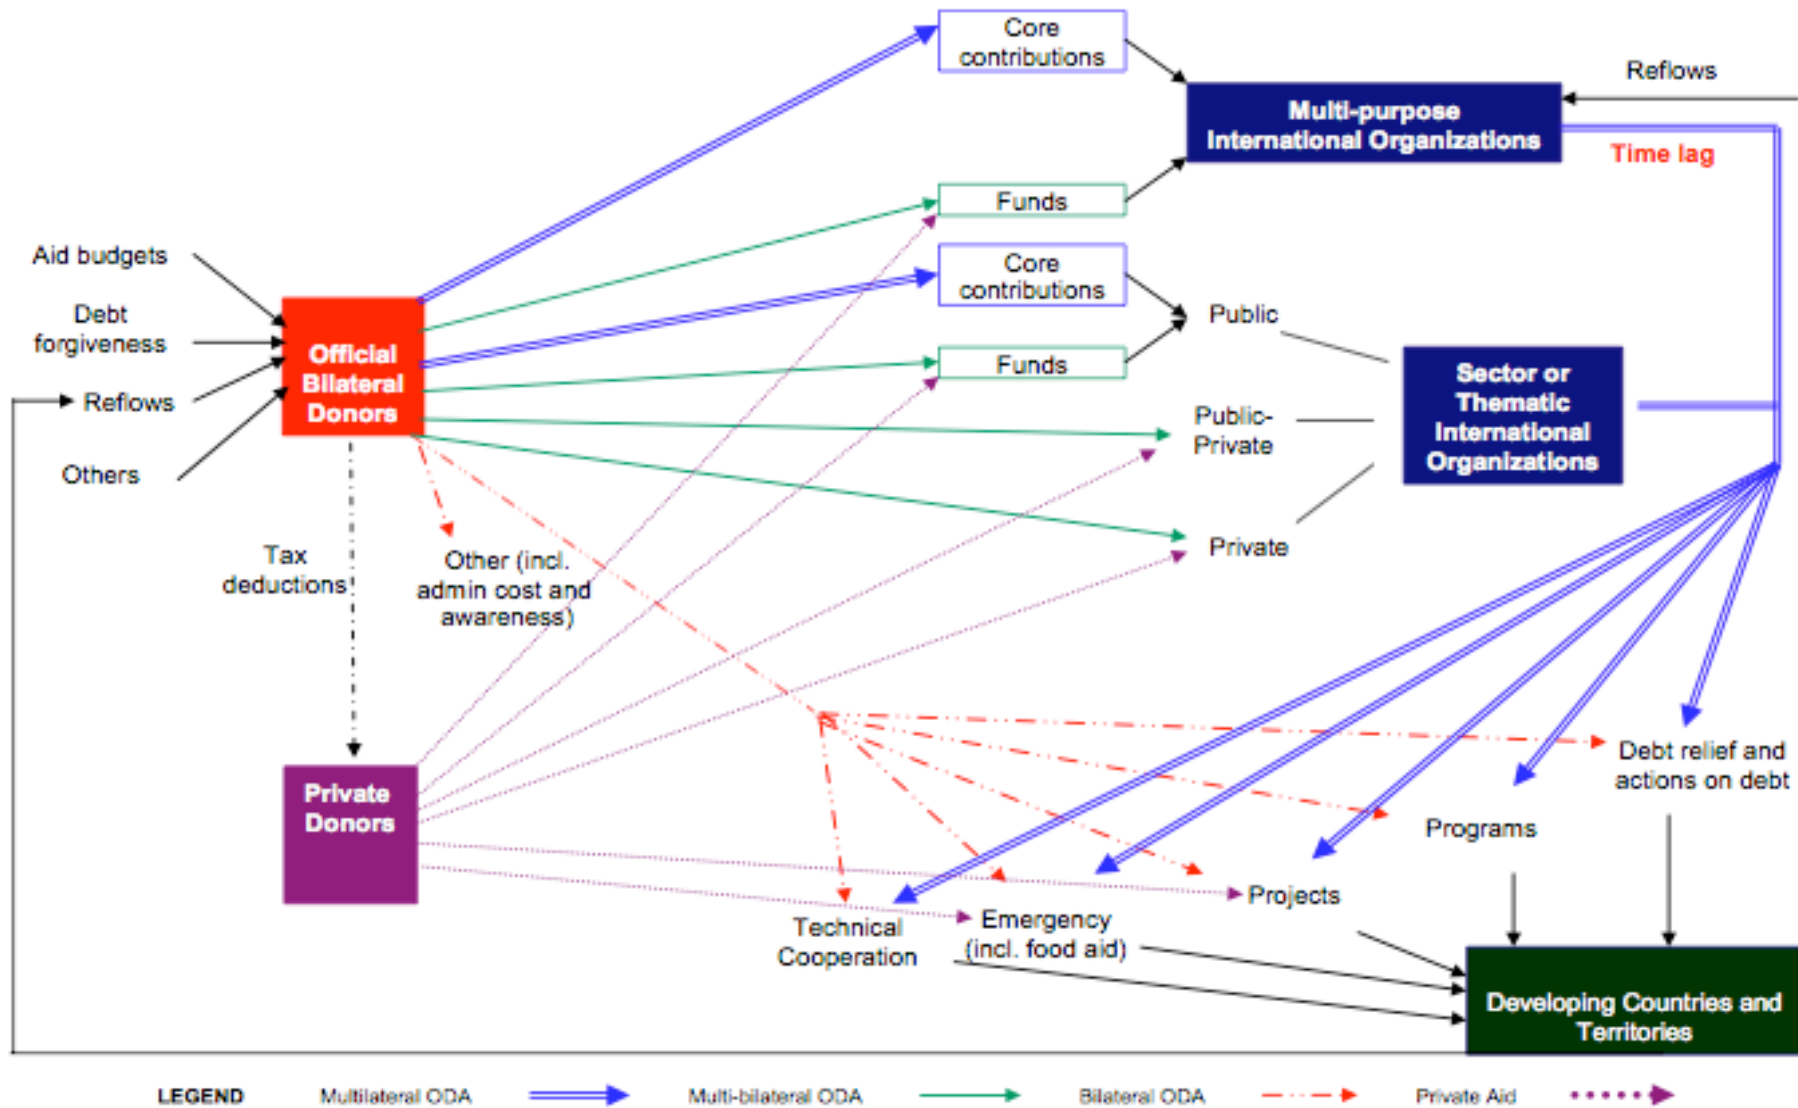 Core
contributions
Reflows
Multi-purpose
International Organizations
Time lag
Funds
Aid budgets
Core
contributions
Debt
forgiveness
Public
Official
Bilateral
Donors
Funds
Sector or
Thematic
International
Organizations
Reflows
Public-
Private
Others
Tax
deductions
Other (incl.
admin cost and
awareness)
Private
Private
Donors
Debt relief and
actions on debt
Programs
Projects
Technical
Cooperation
Emergency
(incl. food aid)
Developing Countries and
Territories
LEGEND Multilateral ODA Multi-bilateral ODA Bilateral ODA Private Aid